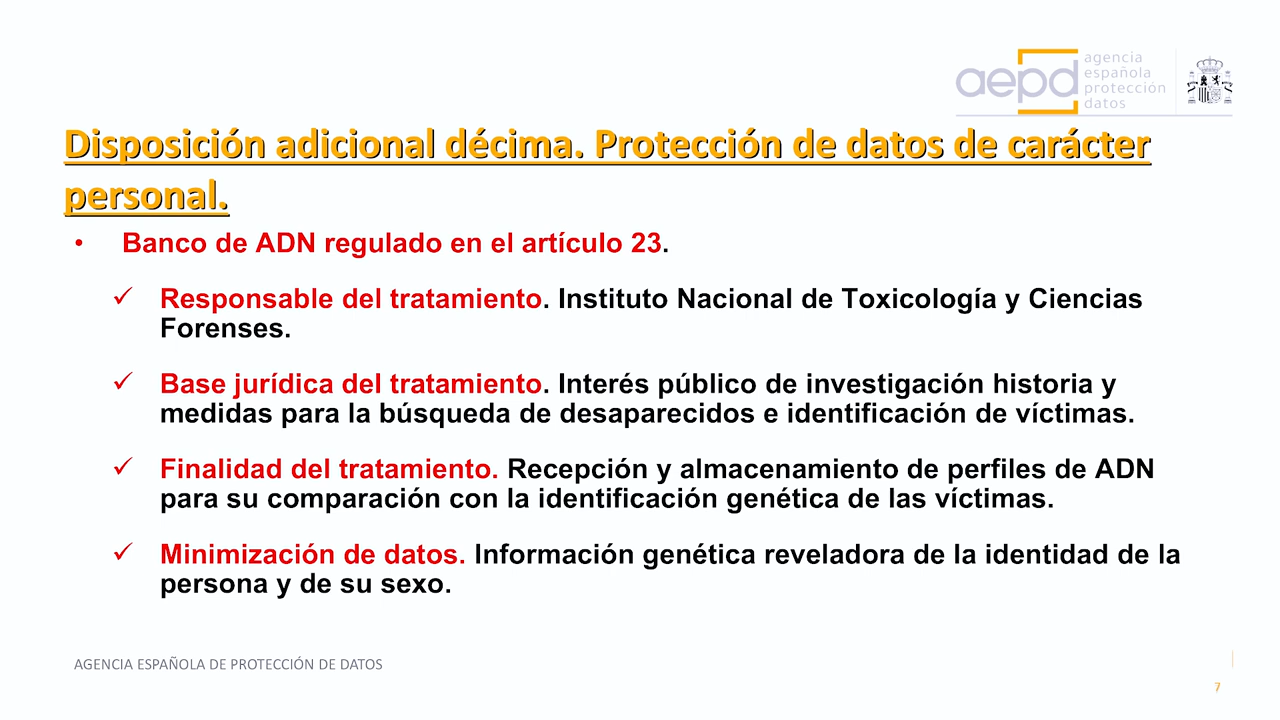 aepd
agencia
española
protección
datos
Disposición adicional décima. Protección de datos de carácter
personal.
• Banco de ADN regulado en el artículo 23.
✓ Responsable del tratamiento. Instituto Nacional de Toxicología y Ciencias
Forenses.
✓ Base jurídica del tratamiento. Interés público de investigación historia y
medidas para la búsqueda de desaparecidos e identificación de víctimas.
✓ Finalidad del tratamiento. Recepción y almacenamiento de perfiles de ADN
para su comparación con la identificación genética de las víctimas.
✓ Minimización de datos. Información genética reveladora de la identidad de la
persona y de su sexo.
AGENCIA ESPAÑOLA DE PROTECCIÓN DE DATOS
7